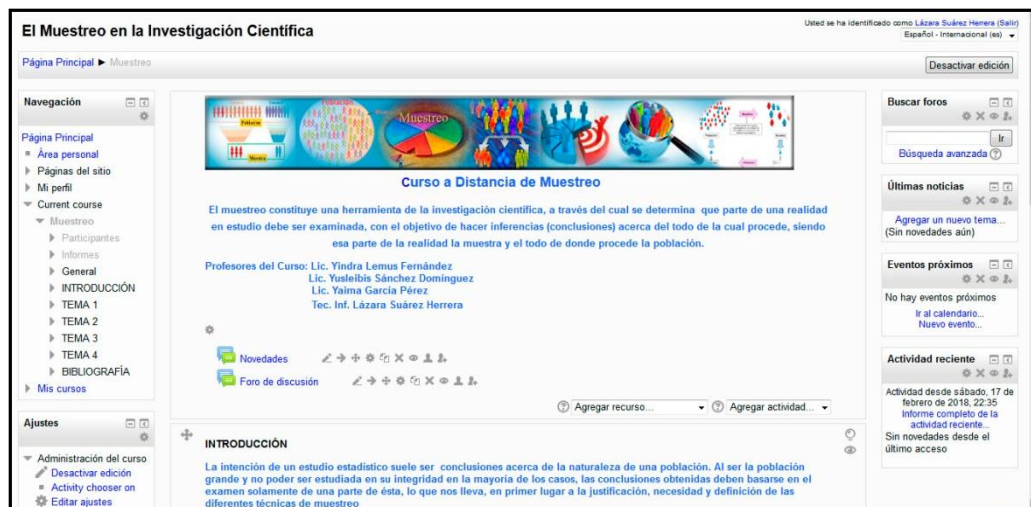 El Muestreo en la Investigación Científica
Usted se ha identificado como Lázara Suárez Herrera (Salir)
Español - Internacional (es)
Página Principal ► Muestreo
Desactivar edición
Navegación
Página Principal
Área personal
Páginas del sitio
Mi perfil
Current course
Muestreo
Participantes
Informes
General
INTRODUCCIÓN
TEMA 1
TEMA 2
TEMA 3
TEMA 4
BIBLIOGRAFÍA
Mis cursos
Ajustes
Administración del curso
Desactivar edición
Activity chooser on
Editar ajustes
Muestreo
Curso a Distancia de Muestreo
El muestreo constituye una herramienta de la investigación científica, a través del cual se determina que parte de una realidad
en estudio debe ser examinada, con el objetivo de hacer inferencias (conclusiones) acerca del todo de la cual procede, siendo
esa parte de la realidad la muestra y el todo de donde procede la población.
Profesores del Curso: Lic. Yindra Lemus Fernández
Lic. Yusleibis Sánchez Domínguez
Lic. Yaima García Pérez
Tec. Inf. Lázara Suárez Herrera
Novedades
Foro de discusión
Agregar recurso...
Agregar actividad...
INTRODUCCIÓN
La intención de un estudio estadístico suele ser conclusiones acerca de la naturaleza de una población. Al ser la población
grande y no poder ser estudiada en su integridad en la mayoría de los casos, las conclusiones obtenidas deben basarse en el
examen solamente de una parte de ésta, lo que nos lleva, en primer lugar a la justificación, necesidad y definición de las
diferentes técnicas de muestreo
Buscar foros
Ir
Búsqueda avanzada
Últimas noticias
Agregar un nuevo tema...
(Sin novedades aún)
Eventos próximos
No hay eventos próximos
Ir al calendario...
Nuevo evento...
Actividad reciente
Actividad desde sábado, 17 de
febrero de 2018, 22:35
Informe completo de la
actividad reciente...
Sin novedades desde el
último acceso